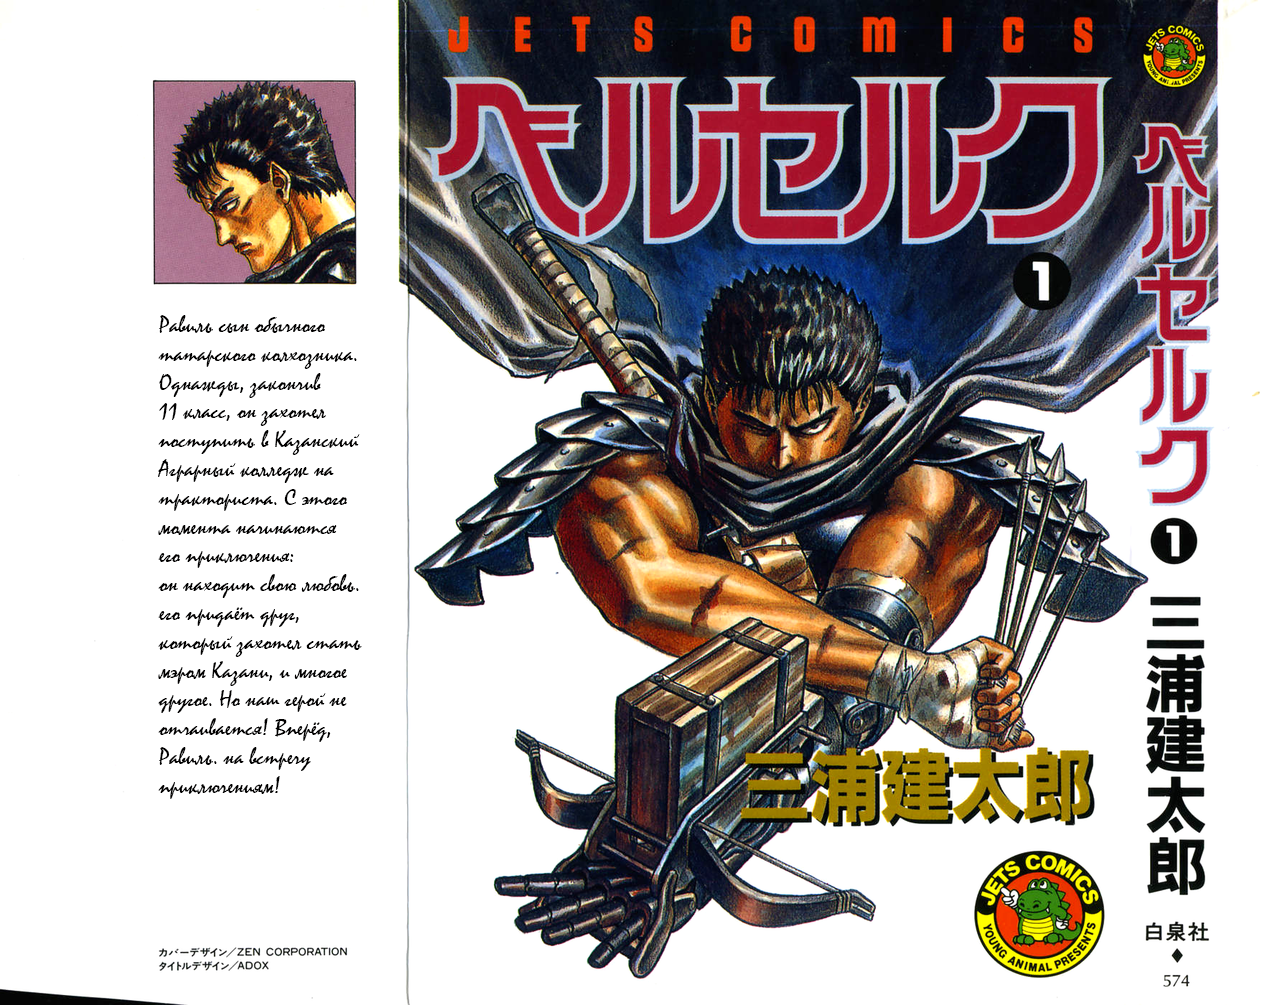 Равиль сын обычного
татарского колхозника.
Однажды, закончив
11 класс, он захотел
поступить в Казанский
Аграрный колледж на
тракториста. С этого
момента начинаются
его приключения:
он находит свою любовь.
его придаёт друг,
который захотел стать
мэром Казани, и многое
другое. Но наш герой не
отчаивается! Вперёд,
Равиль. на встречу
приключениям!
カバーデザイン／ZEN CORPORATION
タイトルデザイン／ADOX
JETS COMICS
ベルセルク
1
三浦建太郎
JETS COMICS
YOUNG ANIMAL PRESENTS
JETS COMICS
YOUNG ANIMAL PRESENTS
ベルセルク
1
三浦建太郎
白泉社
574